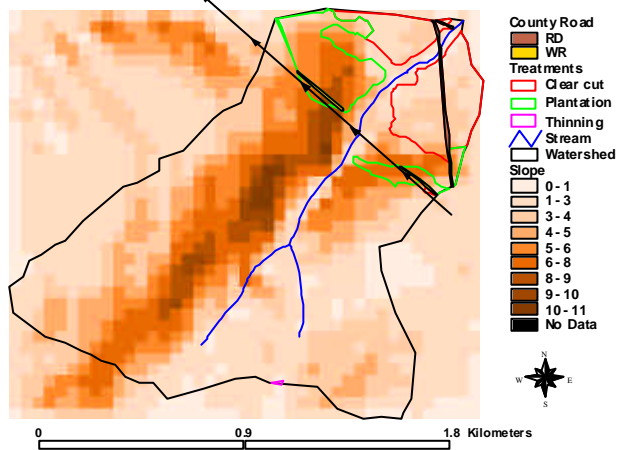 County Road
RD
WR
Treatments
Clear cut
Plantation
Thinning
Stream
Watershed
Slope
0 - 1
1 - 3
3 - 4
4 - 5
5 - 6
6 - 8
8 - 9
9 - 10
10 - 11
No Data
N
W E
S
0 0.9 1.8 Kilometers